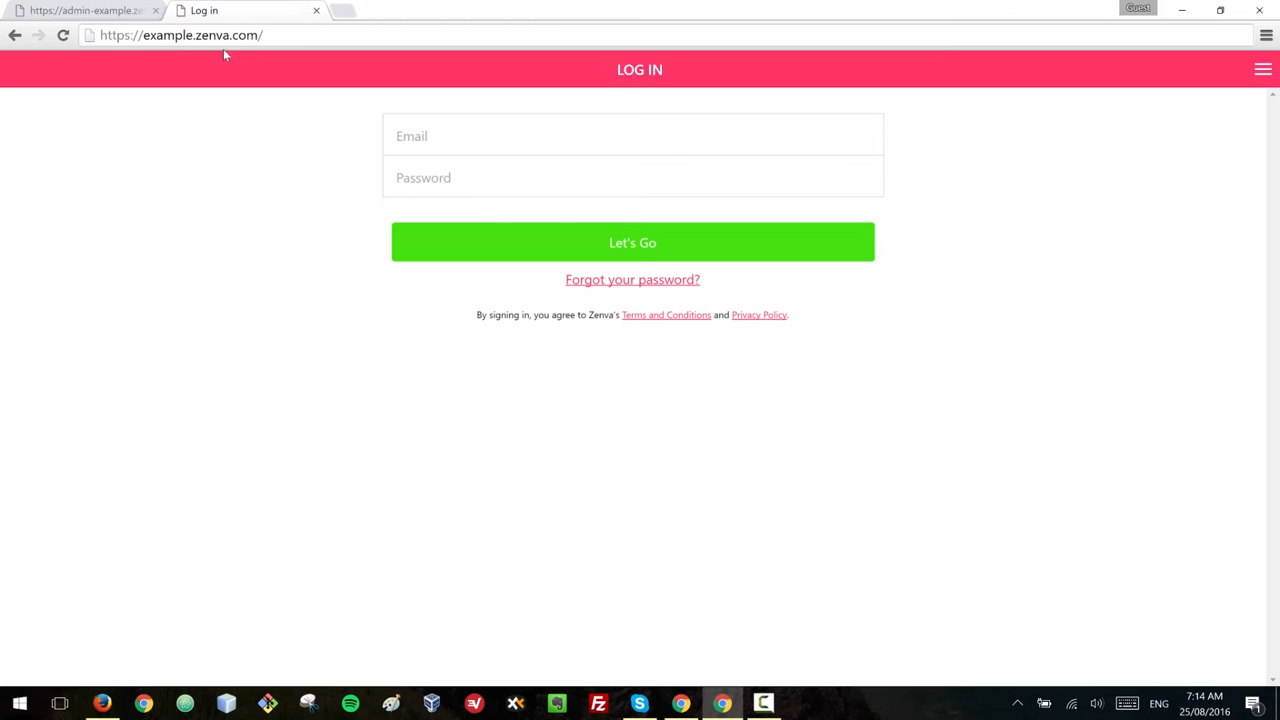 https://admin-example.ze
Log in
Guest
https://example.zenva.com/
LOG IN
Email
Password
Let's Go
Forgot your password?
By signing in, you agree to Zenva's Terms and Conditions and Privacy Policy.
ENG
7:14 AM
25/08/2016
1